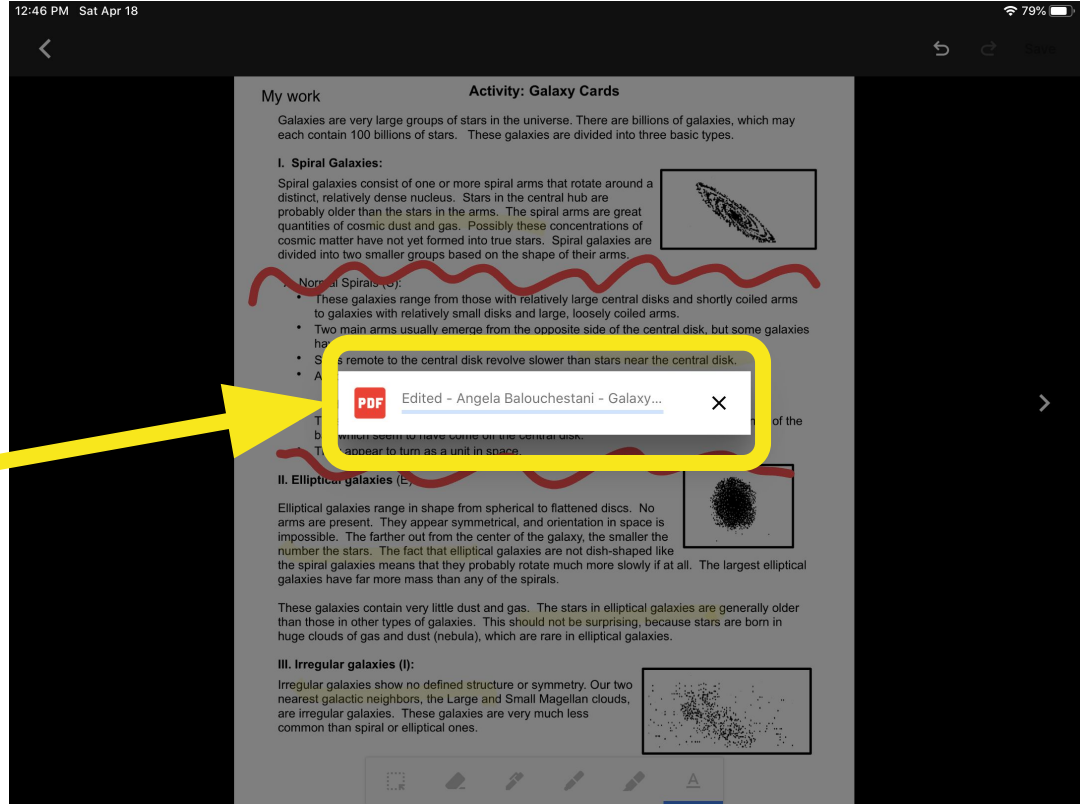 12:46 PM Sat Apr 18
79%
Save
My work
Activity: Galaxy Cards
Galaxies are very large groups of stars in the universe. There are billions of galaxies, which may
each contain 100 billions of stars. These galaxies are divided into three basic types.
I. Spiral Galaxies:
Spiral galaxies consist of one or more spiral arms that rotate around a
distinct, relatively dense nucleus. Stars in the central hub are
probably older than the stars in the arms. The spiral arms are great
quantities of cosmic dust and gas. Possibly these concentrations of
cosmic matter have not yet formed into true stars. Spiral galaxies are
divided into two smaller groups based on the shape of their arms.
Normal Spirals (S):
These galaxies range from those with relatively large central disks and shortly coiled arms
to galaxies with relatively small disks and large, loosely coiled arms.
Two main arms usually emerge from the opposite side of the central disk, but some galaxies
remote to the central disk revolve slower than stars near the central disk.
PDF
Edited - Angela Balouchestani - Galaxy...
of the
which seem to have come off the central disk.
appear to turn as a unit in space.
II. Elliptical galaxies (E
Elliptical galaxies range in shape from spherical to flattened discs. No
arms are present. They appear symmetrical, and orientation in space is
impossible. The farther out from the center of the galaxy, the smaller the
number the stars. The fact that elliptical galaxies are not dish-shaped like
the spiral galaxies means that they probably rotate much more slowly if at all. The largest elliptical
galaxies have far more mass than any of the spirals.
These galaxies contain very little dust and gas. The stars in elliptical galaxies are generally older
than those in other types of galaxies. This should not be surprising, because stars are born in
huge clouds of gas and dust (nebula), which are rare in elliptical galaxies.
III. Irregular galaxies (I):
Irregular galaxies show no defined structure or symmetry. Our two
nearest galactic neighbors, the Large and Small Magellan clouds,
are irregular galaxies. These galaxies are very much less
common than spiral or elliptical ones.
A